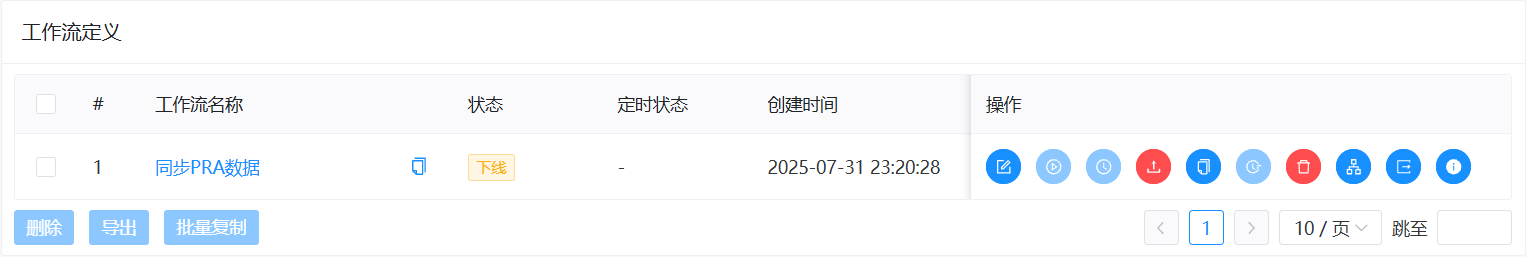 工作流定义
# 工作流名称 状态 定时状态 创建时间 操作
1 同步PRA数据 下线 - 2025-07-31 23:20:28
删除 导出 批量复制 1 10 / 页 跳至